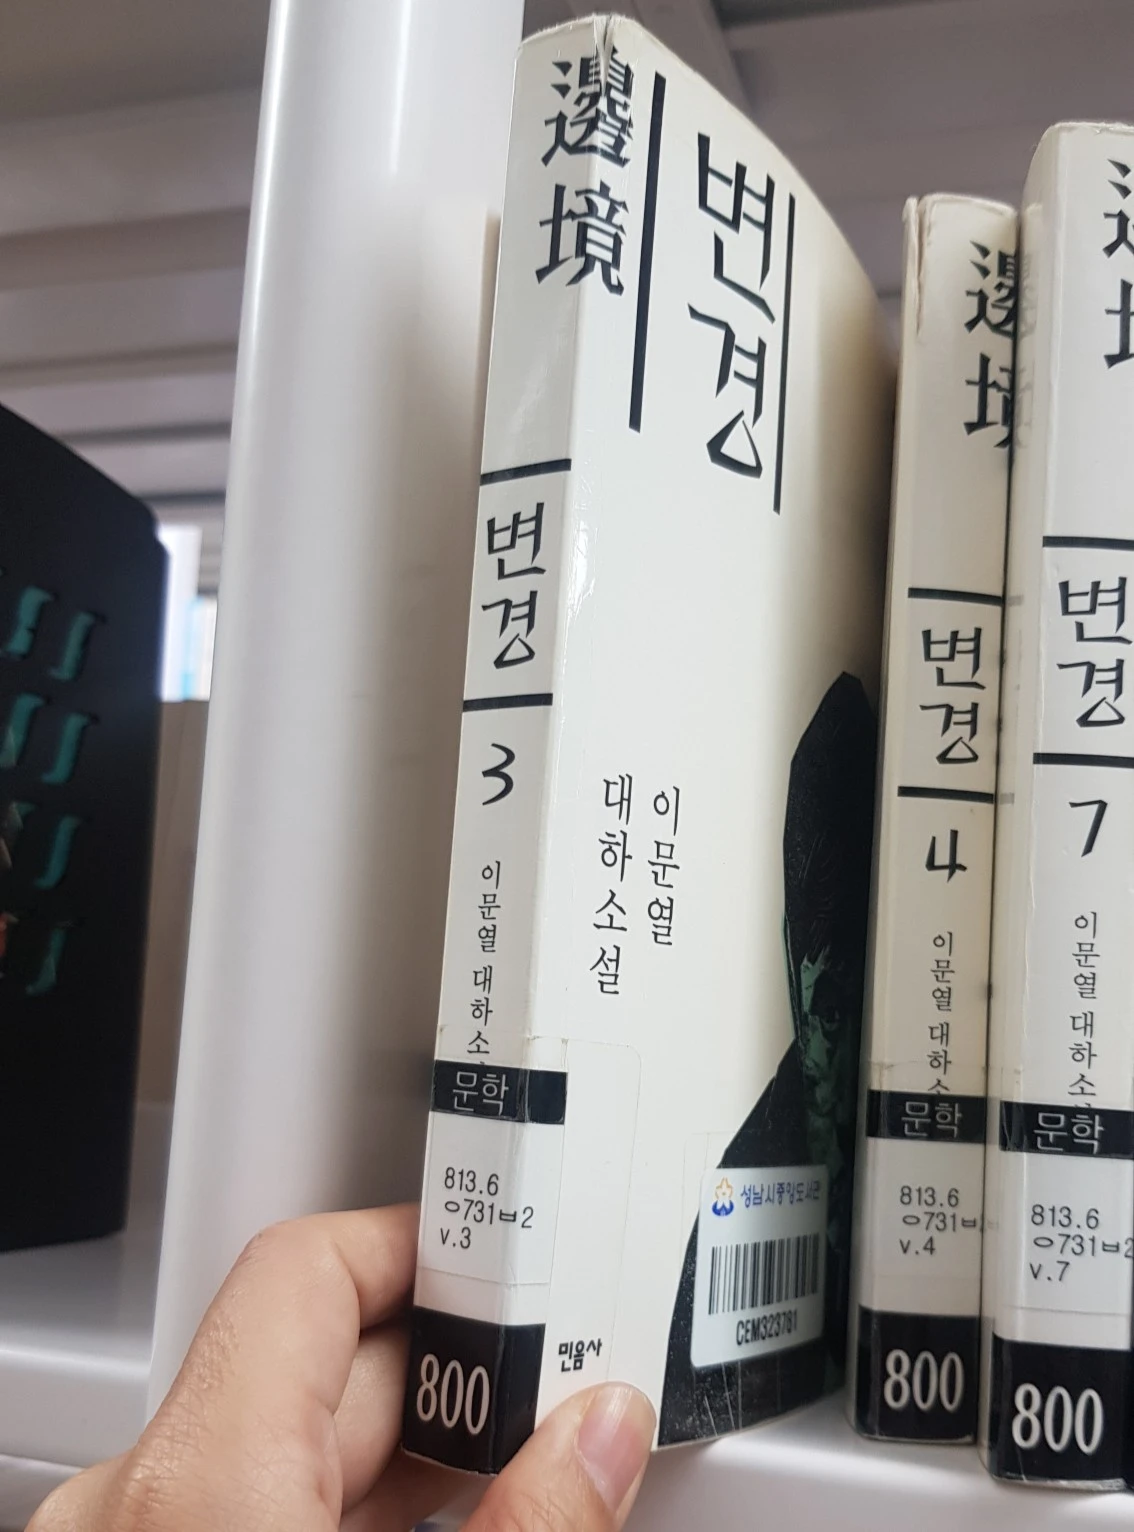 邊境
변경
3
이문열 대하소
문학
813.6
ㅇ731ㅂ2
v.3
800
변경
이문열
대하소설
성남시중앙도서관
CEM323761
민음사
邊境
변경
4
이문열 대하소
문학
813.6
ㅇ731ㅂ2
v.4
800
변경
7
이문열 대하소
문학
813.6
ㅇ731ㅂ2
v.7
800